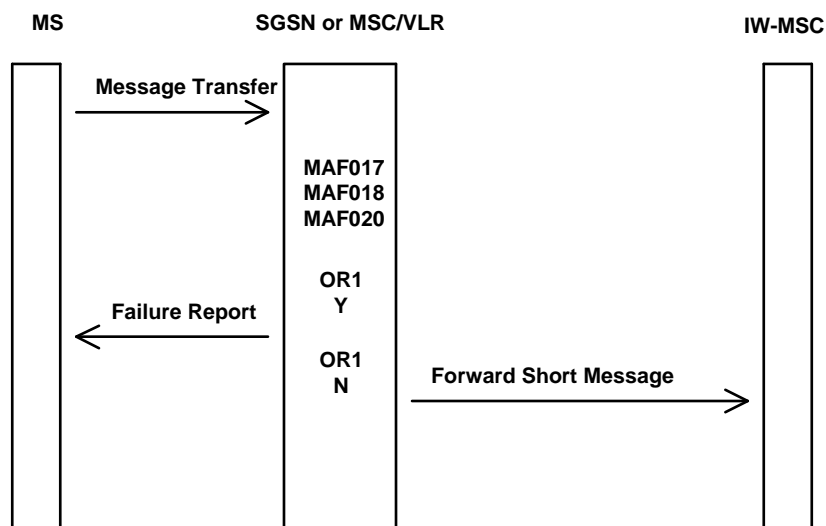 MS
SGSN or MSC/VLR
IW-MSC
Message Transfer
MAF017
MAF018
MAF020
OR1
Y
Failure Report
OR1
N
Forward Short Message